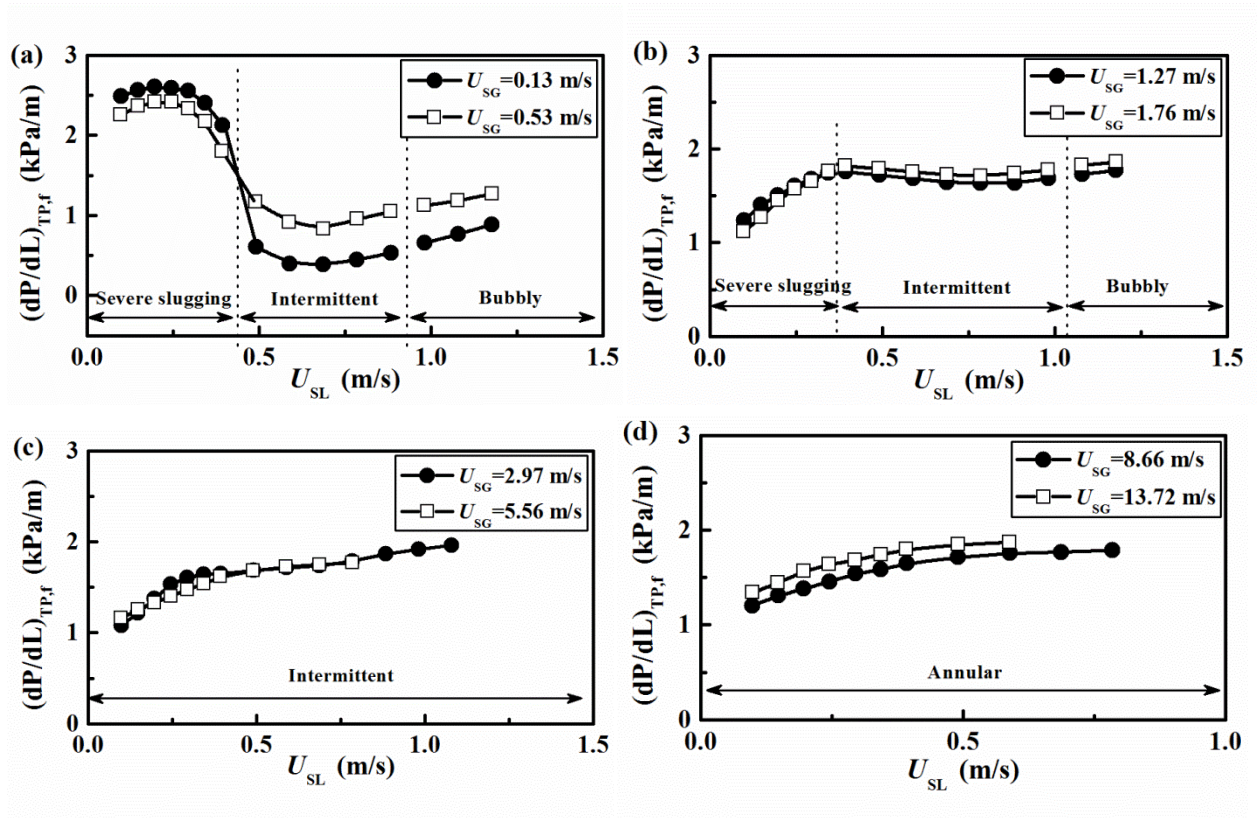 (a)
(dP/dL)TP,f (kPa/m)
3
2
1
0
USG=0.13 m/s
USG=0.53 m/s
Severe slugging
Intermittent
Bubbly
0.0 0.5 1.0 1.5
USL (m/s)
(b)
(dP/dL)TP,f (kPa/m)
3
2
1
0
USG=1.27 m/s
USG=1.76 m/s
Severe slugging
Intermittent
Bubbly
0.0 0.5 1.0 1.5
USL (m/s)
(c)
(dP/dL)TP,f (kPa/m)
3
2
1
0
USG=2.97 m/s
USG=5.56 m/s
Intermittent
0.0 0.5 1.0 1.5
USL (m/s)
(d)
(dP/dL)TP,f (kPa/m)
3
2
1
0
USG=8.66 m/s
USG=13.72 m/s
Annular
0.0 0.5 1.0
USL (m/s)